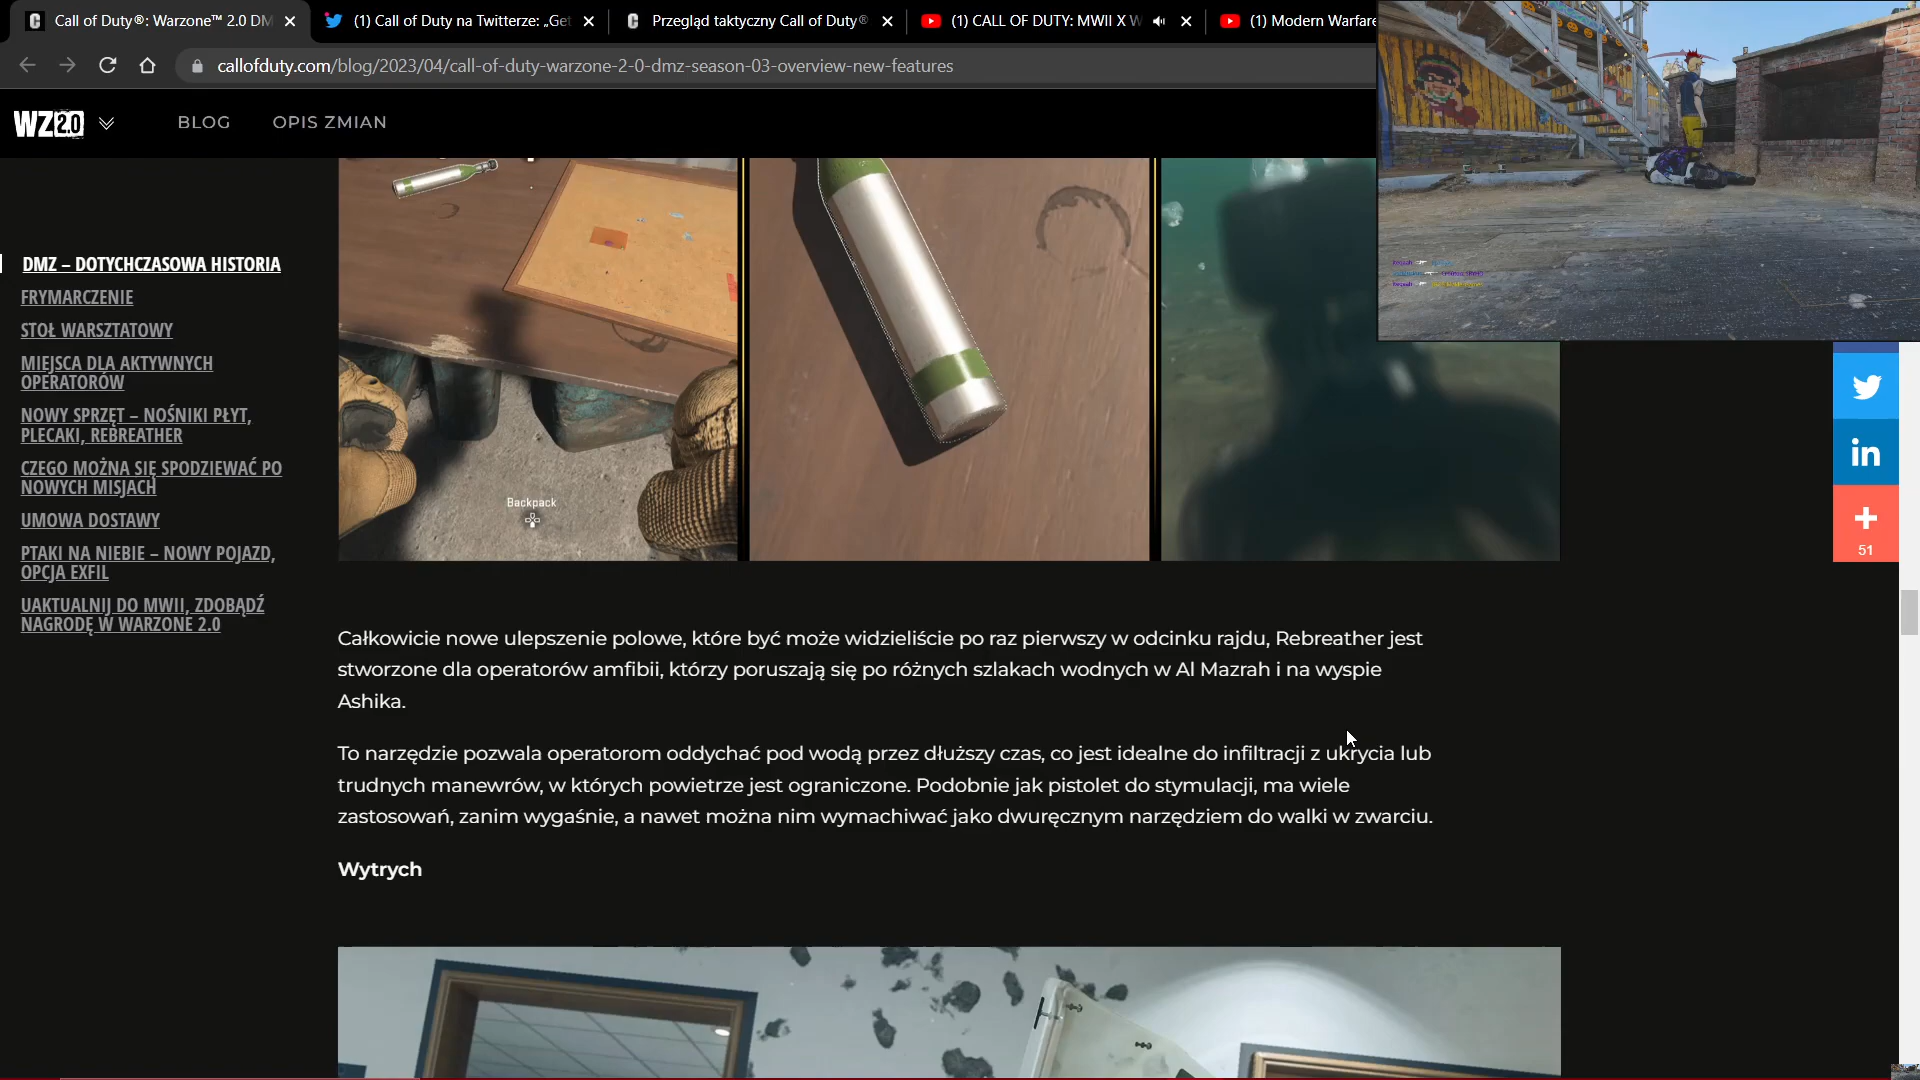 Call of Duty®: Warzone™ 2.0 DM
(1) Call of Duty na Twitterze: „Get
Przegląd taktyczny Call of Duty®
(1) CALL OF DUTY: MWII X W
(1) Modern Warfare
callofduty.com/blog/2023/04/call-of-duty-warzone-2-0-dmz-season-03-overview-new-features
WZ2.0
BLOG
OPIS ZMIAN
DMZ – DOTYCHCZASOWA HISTORIA
FRYMARCZENIE
STOŁ WARSZTATOWY
MIEJSCA DLA AKTYWNYCH
OPERATORÓW
NOWY SPRZĘT – NOŚNIKI PŁYT,
PLECAKI, REBREATHER
CZEGO MOŻNA SIĘ SPODZIEWAĆ PO
NOWYCH MISJACH
UMOWA DOSTAWY
PTAKI NA NIEBIE – NOWY POJAZD,
OPCJA EXFIL
UAKTUALNIJ DO MWII, ZDOBĄDŹ
NAGRODĘ W WARZONE 2.0
Backpack
in
51
Całkowicie nowe ulepszenie polowe, które być może widzieliście po raz pierwszy w odcinku rajdu, Rebreather jest
stworzone dla operatorów amfibii, którzy poruszają się po różnych szlakach wodnych w Al Mazrah i na wyspie
Ashika.
To narzędzie pozwala operatorom oddychać pod wodą przez dłuższy czas, co jest idealne do infiltracji z ukrycia lub
trudnych manewrów, w których powietrze jest ograniczone. Podobnie jak pistolet do stymulacji, ma wiele
zastosowań, zanim wygaśnie, a nawet można nim wymachiwać jako dwuręcznym narzędziem do walki w zwarciu.
Wytrych